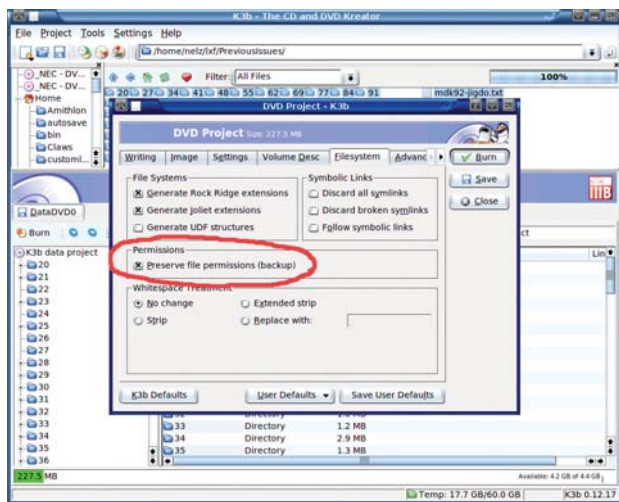 K3b - The CD and DVD Kreator
File Project Tools Settings Help
/home/nelz/lxf/PreviousIssues/
_NEC - DV...
_NEC - DV...
Home
Amithlon
autosave
bin
Claws
customl...
Filter: All Files
100%
20 27 34 41 48 55 62 69 77 84 91 mdk92-jigdo.txt
DVD Project - K3b
DVD Project Size: 227.5 MB
Writing Image Settings Volume Desc Filesystem Advanc
File Systems
Generate Rock Ridge extensions
Generate Joliet extensions
Generate UDF structures
Symbolic Links
Discard all symlinks
Discard broken symlinks
Follow symbolic links
Permissions
Preserve file permissions (backup)
Whitespace Treatment
No change
Extended strip
Strip
Replace with:
Burn
Save
Close
K3b Defaults
User Defaults
Save User Defaults
DataDVD0
Burn
ct
K3b data project
Lin
20
21
22
23
24
25
26
27
28
29
30
31
32
33
34
35
36
33 Directory 1.2 MB
34 Directory 2.9 MB
35 Directory 1.3 MB
227.5 MB
Available: 4.2 GB of 4.4 GB
Temp: 17.7 GB/60.0 GB
K3b 0.12.17